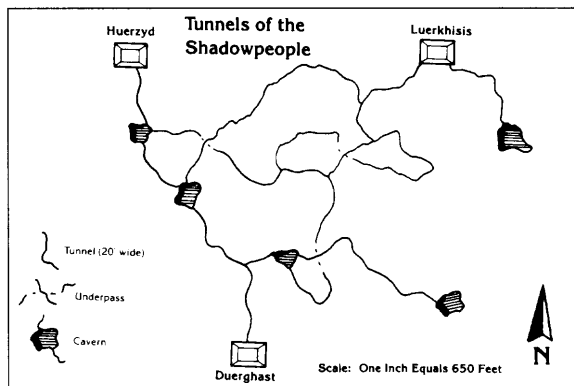 Huerzyd
Tunnels of the
Shadowpeople
Luerkhisis
Tunnel (20' wide)
Underpass
Cavern
Duerghast
Scale: One Inch Equals 650 Feet
N